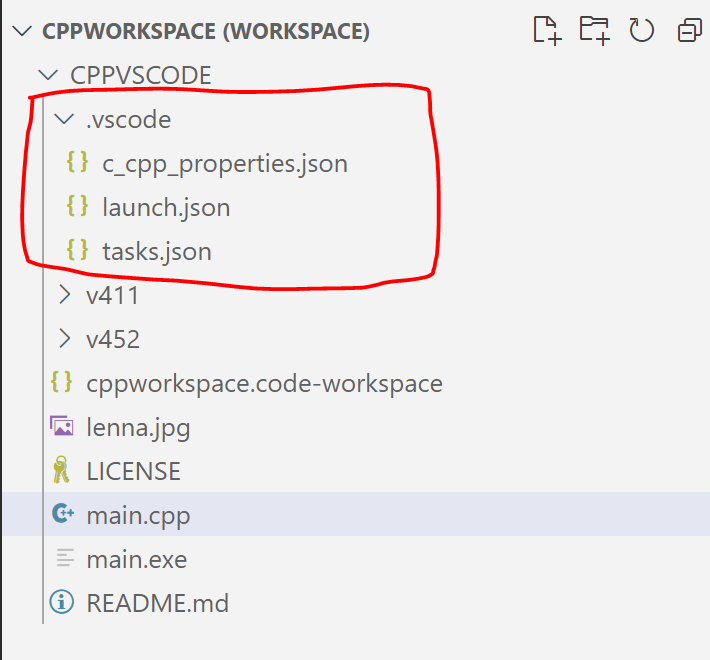 CPPWORKSPACE (WORKSPACE)
CPPVSCODE
.vscode
{} c_cpp_properties.json
{} launch.json
{} tasks.json
v411
v452
{} cppworkspace.code-workspace
lenna.jpg
LICENSE
C++ main.cpp
main.exe
README.md